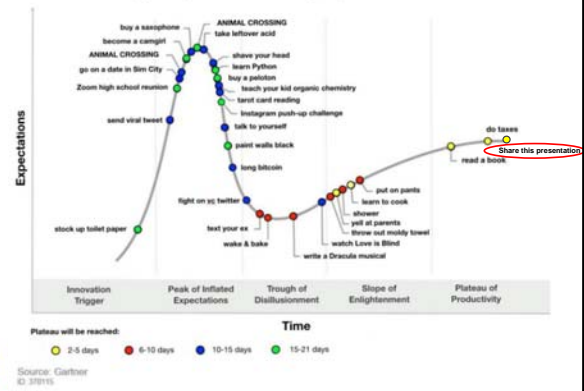 buy a saxophone
ANIMAL CROSSING
become a camgirl
take leftover acid
ANIMAL CROSSING
shave your head
go on a date in Sim City
learn Python
Zoom high school reunion
buy a peloton
teach your kid organic chemistry
tarot card reading
Instagram push-up challenge
send viral tweet
talk to yourself
paint walls black
long bitcoin
fight on yc twitter
text your ex
wake & bake
stock up toilet paper
write a Dracula musical
watch Love is Blind
throw out moldy towel
yell at parents
shower
learn to cook
put on pants
do taxes
Share this presentation
read a book
Expectations
Innovation Trigger
Peak of Inflated Expectations
Trough of Disillusionment
Slope of Enlightenment
Plateau of Productivity
Time
Plateau will be reached:
2-5 days
6-10 days
10-15 days
15-21 days
Source: Gartner
ID: 370115